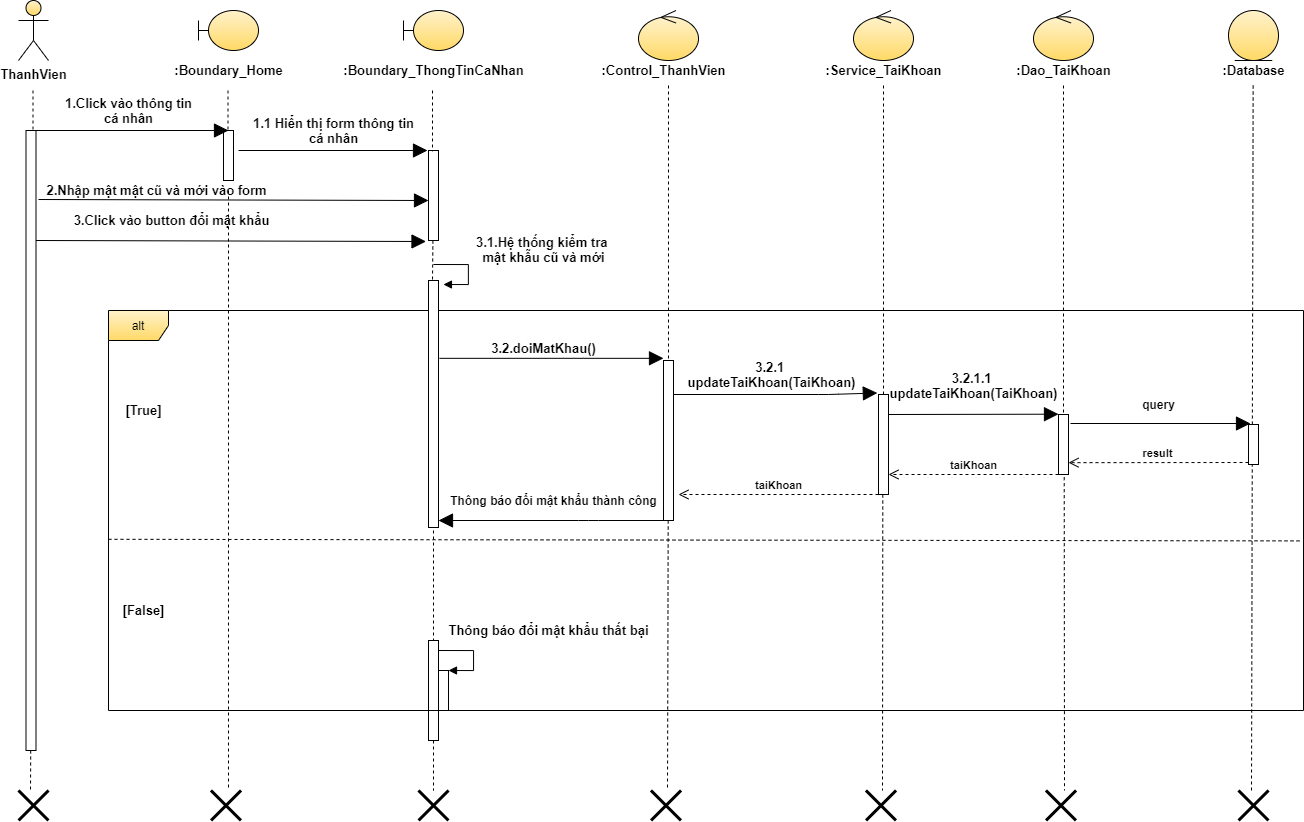 ThanhVien
:Boundary_Home
:Boundary_ThongTinCaNhan
:Control_ThanhVien
:Service_TaiKhoan
:Dao_TaiKhoan
:Database
1.Click vào thông tin
cá nhân
1.1 Hiển thị form thông tin
cá nhân
2.Nhập mật mật cũ và mới vào form
3.Click vào button đổi mật khẩu
3.1.Hệ thống kiểm tra
mật khẩu cũ và mới
alt
3.2.doiMatKhau()
3.2.1
updateTaiKhoan(TaiKhoan)
3.2.1.1
updateTaiKhoan(TaiKhoan)
query
[True]
result
taiKhoan
taiKhoan
Thông báo đổi mật khẩu thành công
[False]
Thông báo đổi mật khẩu thất bại